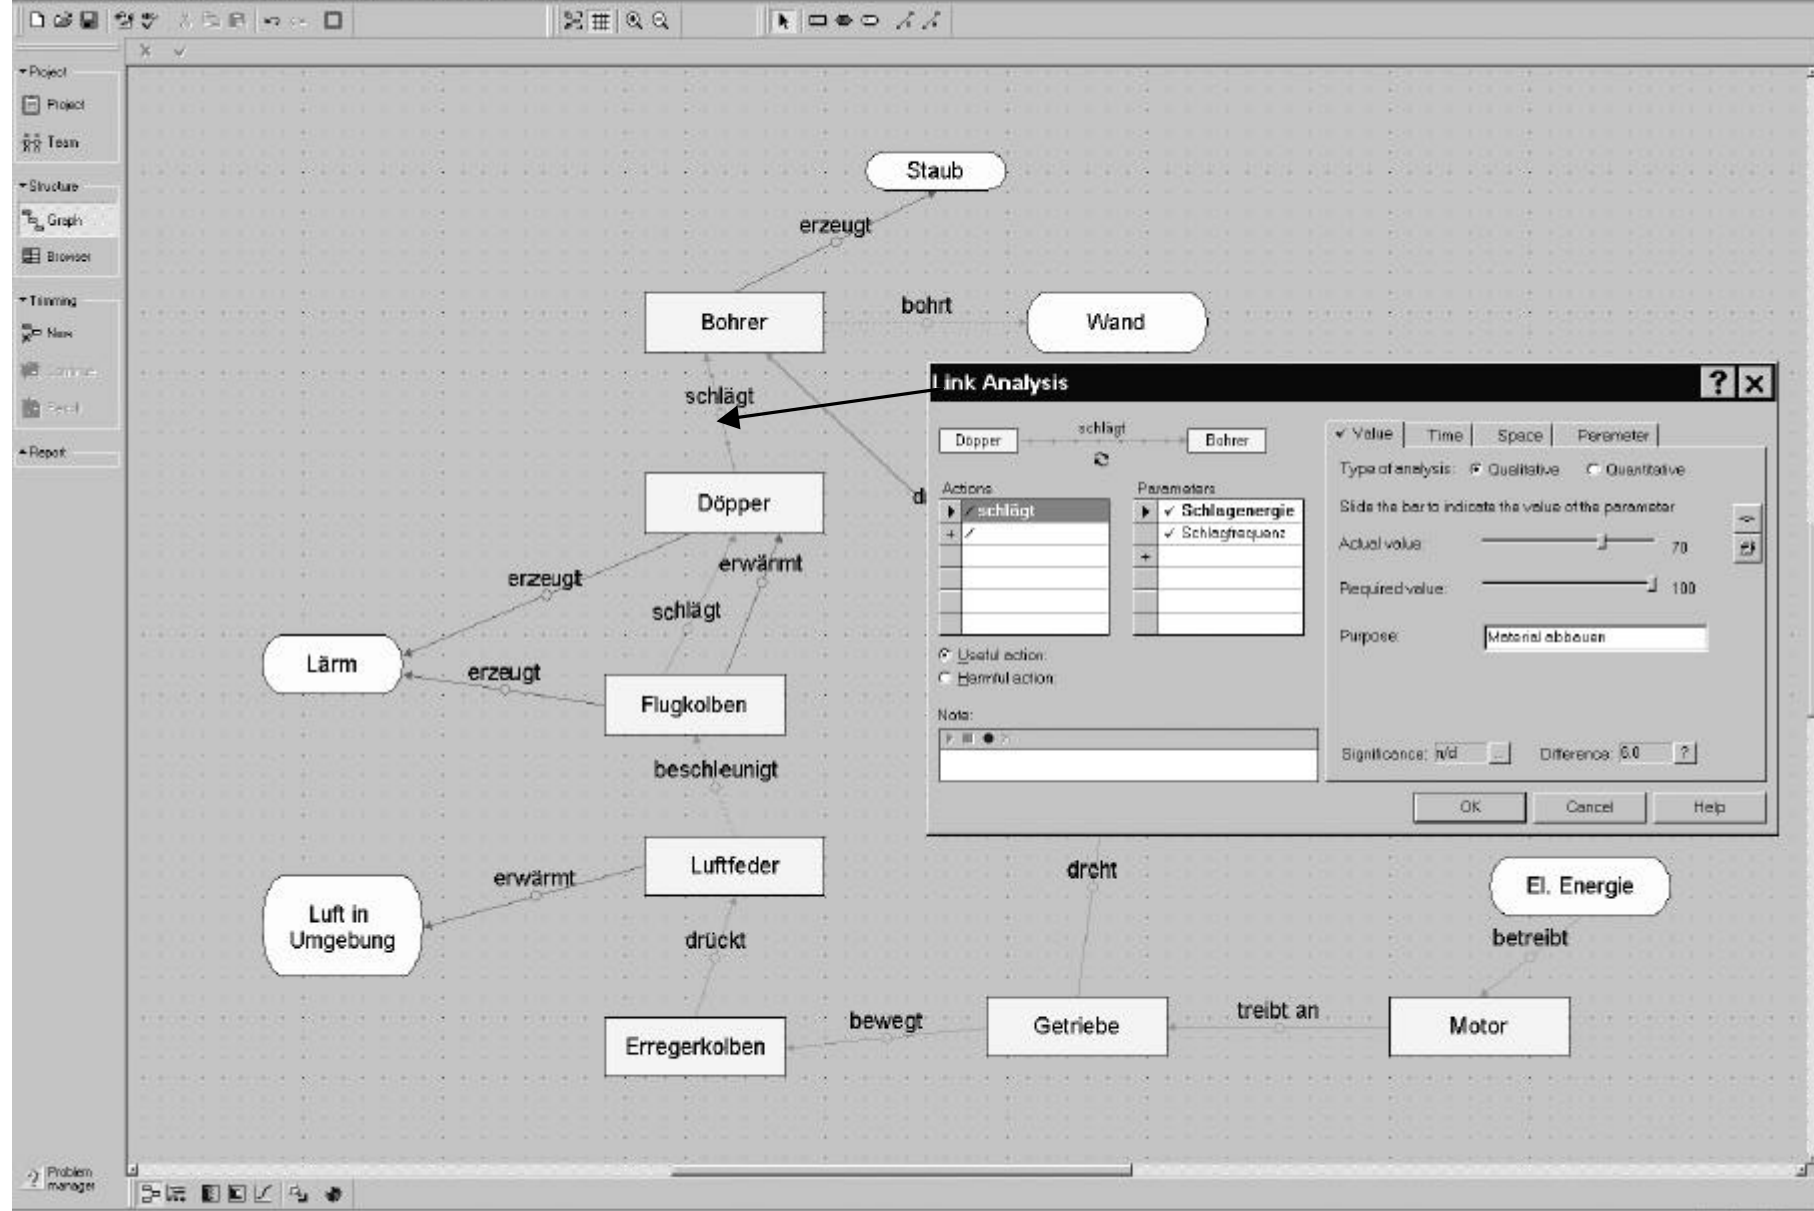 Project
Project
Team
Structure
Graph
Browser
Trimming
New
Report
Problem
manager
Staub
erzeugt
Bohrer
bohrt
Wand
schlägt
Döpper
erwärmt
erzeugt
schlägt
Lärm
erzeugt
Flugkolben
beschleunigt
Luftfeder
erwärmt
Luft in
Umgebung
drückt
Erregerkolben
bewegt
Getriebe
dreht
treibt an
Motor
betreibt
El. Energie
Link Analysis
Döpper schlägt Bohrer
Actions
schlägt
Parameters
Schlagenergie
Schlagfrequenz
Useful action:
Harmful action:
Note:
Value Time Space Parameter
Type of analysis: Qualitative Quantitative
Slide the bar to indicate the value of the parameter
Actual value: 70
Required value: 100
Purpose: Material abbauen
Significance: n/d ... Difference: 6.0 ?
OK Cancel Help